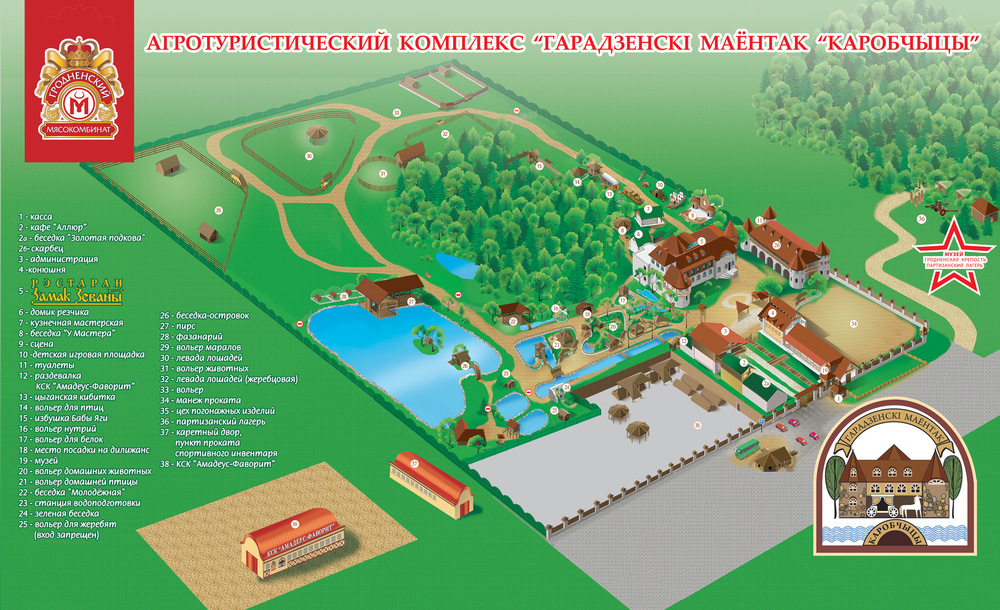 АГРОТУРИСТИЧЕСКИЙ КОМПЛЕКС “ГАРАДЗЕНСКІ МАЁНТАК “КАРОБЧЫЦЫ”
ГРОДНЕНСКИЙ
М
МЯСОКОМБИНАТ
1 - касса
2 - кафе "Аллюр"
2а - беседка "Золотая подкова"
2б - скарбец
3 - администрация
4 -конюшня
5 - РЭСТАРАН
Замак Зеваны
6 - домик резчика
7 - кузнечная мастерская
8 - беседка "У Мастера"
9 - сцена
10 -детская игровая площадка
11 - туалеты
12 - раздевалка
КСК "Амадеус-Фаворит"
13 - цыганская кибитка
14 - вольер для птиц
15 - избушка Бабы Яги
16 - вольер нутрий
17 - вольер для белок
18 - место посадки на дилижанс
19 - музей
20 - вольер домашних животных
21 - вольер домашней птицы
22 - беседка "Молодёжная"
23 - станция водоподготовки
24 - зеленая беседка
25 - вольер для жеребят
(вход запрещен)
26 - беседка-островок
27 - пирс
28 - фазанарий
29 - вольер маралов
30 - левада лошадей
31 - вольер животных
32 - левада лошадей (жеребцовая)
33 - вольер
34 - манеж проката
35 - цех погонажных изделий
36 - партизанский лагерь
37 - каретный двор,
пункт проката
спортивного инвентаря
38 - КСК "Амадеус-Фаворит"
МУЗЕЙ
ГРОДНЕНСКАЯ КРЕПОСТЬ
ПАРТИЗАНСКИЙ ЛАГЕРЬ
КСК "АМАДЕУС-ФАВОРИТ"
ГАРАДЗЕНСКІ МАЁНТАК
КАРОБЧЫЦЫ